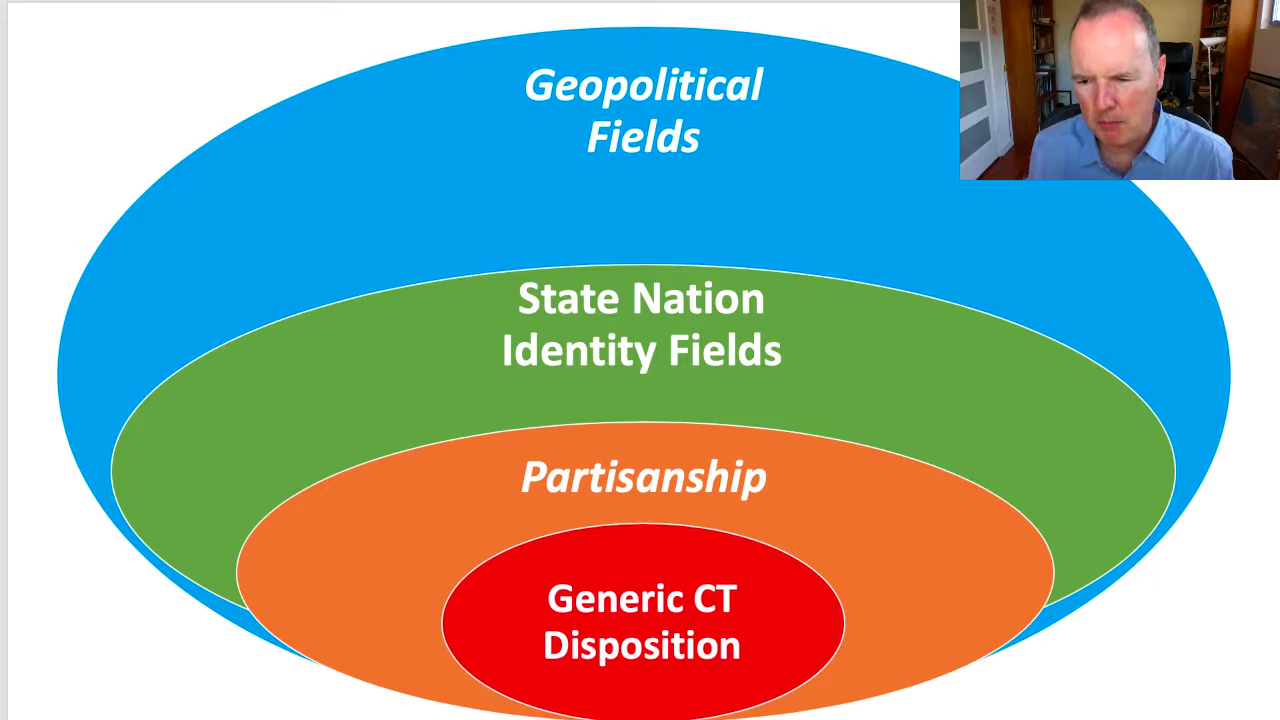 Geopolitical
Fields
State Nation
Identity Fields
Partisanship
Generic CT
Disposition